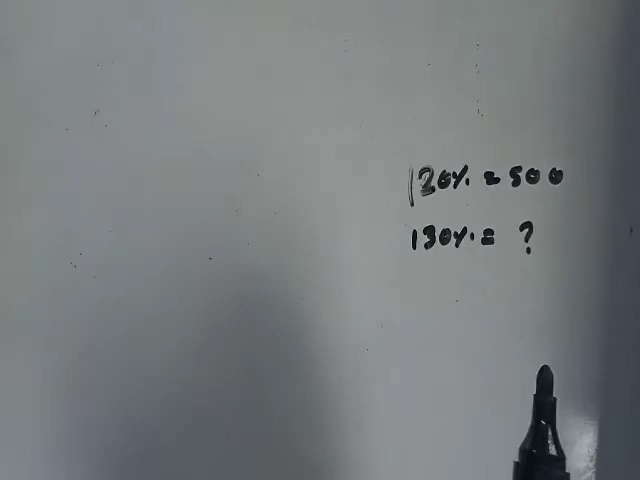 120% = 500
130% = ?